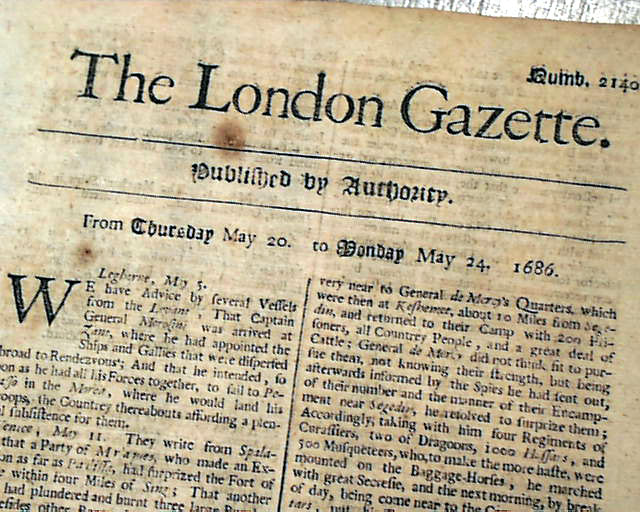 Numb. 2140
The London Gazette.
Published by Authority.
From Thursday May 20. to Monday May 24. 1686.
Legborne, May 5.
WE have Advice by several Vessels
from the Levant, That Captain
General Morosini was arrived at
Zant, where he had appointed the
Ships and Gallies that were dispersed
broad to Rendezvous; And that he intended, so
oon as he had all his Forces together, to sail to
in the Morea, where he would land his
oops, the Country thereabouts affording a plen-
l subsistence for them.
enice, May 11. They write from Spala-
that a Party of who made an Ex-
on as far as had surprized the Fort of
e within four Miles of Sing; That another
had plundered and burnt three large
esides other
very near to General de Mercy's Quarters, which
were then at about 10 Miles from Sege-
din, and returned to their Camp with 200 Pri-
soners, all Country People, and a great deal of
Cattle; General de Mercy did not think fit to pur-
sue them, not knowing their strength, but being
afterwards informed by the Spies he had sent out,
of their number and the manner of their Encamp-
ment near Segedin, he resolved to surprize them;
Accordingly, taking with him four Regiments of
Curassiers, two of Dragoons, 1000 Hussars, and
500 Musqueteers, who, to make the more haste, were
mounted on the Baggage-Horses, he marched
with great Secresie, and the next morning, by break
of day, being come near to the